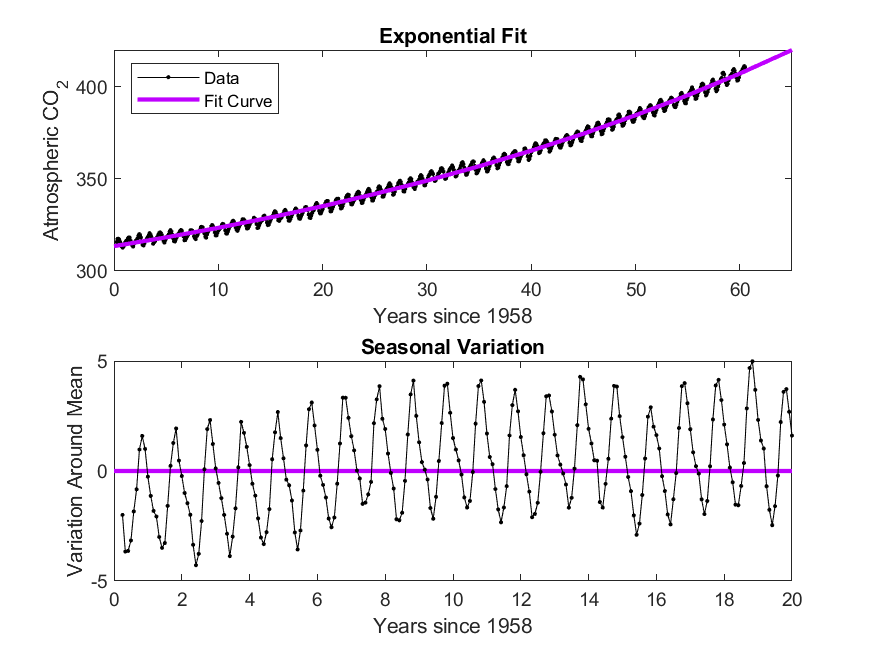 Exponential Fit
400
350
300
Atmospheric CO2
Data
Fit Curve
0 10 20 30 40 50 60
Years since 1958
Seasonal Variation
5
0
-5
Variation Around Mean
0 2 4 6 8 10 12 14 16 18 20
Years since 1958